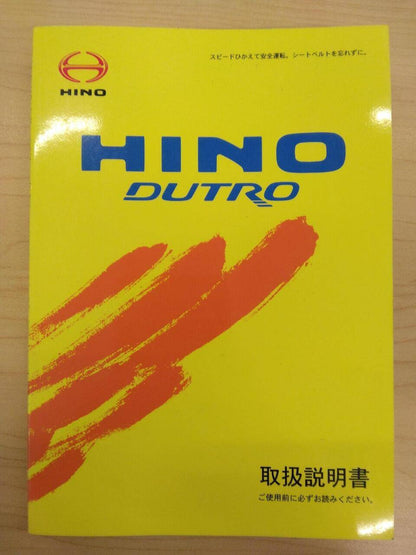 スピードひかえて安全運転。シートベルトを忘れずに。
HINO
HINO
DUTRO
取扱説明書
ご使用前に必ずお読みください。